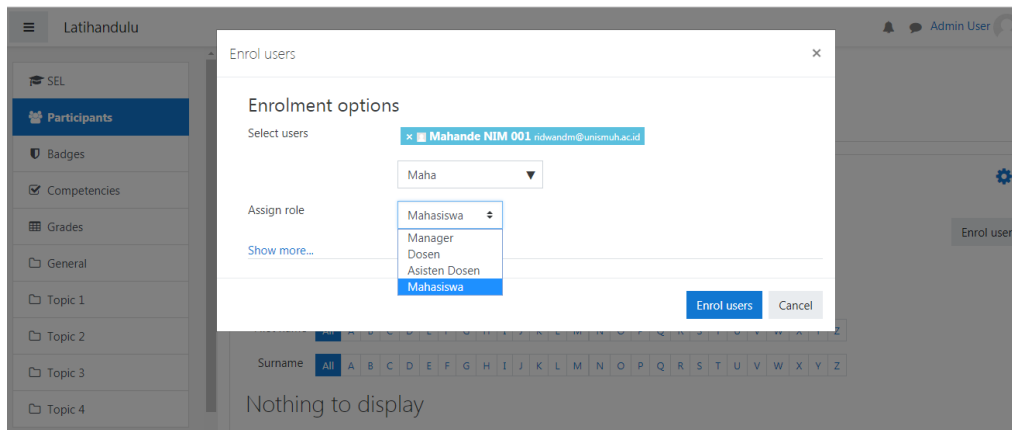 Latihandulu
Admin User
SEL
Participants
Badges
Competencies
Grades
General
Topic 1
Topic 2
Topic 3
Topic 4
Enrol users
×
Enrolment options
Select users
× Mahande NIM 001 ridwandm@unismuh.ac.id
Maha ▼
Assign role
Mahasiswa
Manager
Dosen
Asisten Dosen
Mahasiswa
Show more...
Enrol users
Cancel
Enrol user
All A B C D E F G H I J K L M N O P Q R S T U V W X Y Z
Surname All A B C D E F G H I J K L M N O P Q R S T U V W X Y Z
Nothing to display